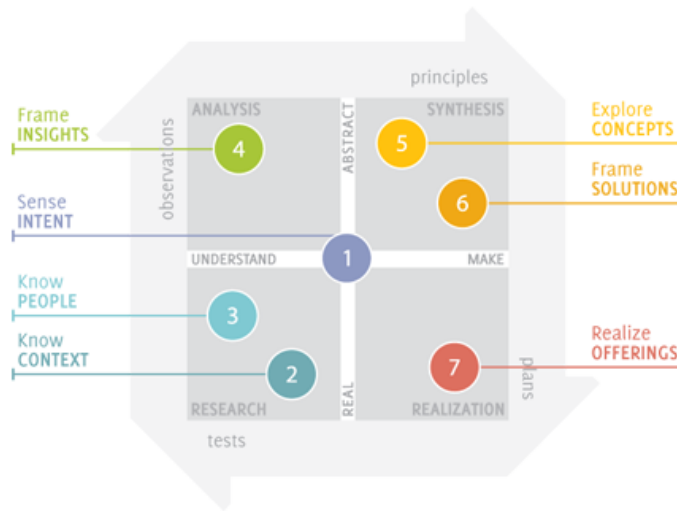 principles
ANALYSIS
SYNTHESIS
ABSTRACT
observations
Frame
INSIGHTS
4
5
Explore
CONCEPTS
6
Frame
SOLUTIONS
Sense
INTENT
UNDERSTAND
1
MAKE
Know
PEOPLE
3
Know
CONTEXT
2
7
Realize
OFFERINGS
plans
REAL
RESEARCH
REALIZATION
tests